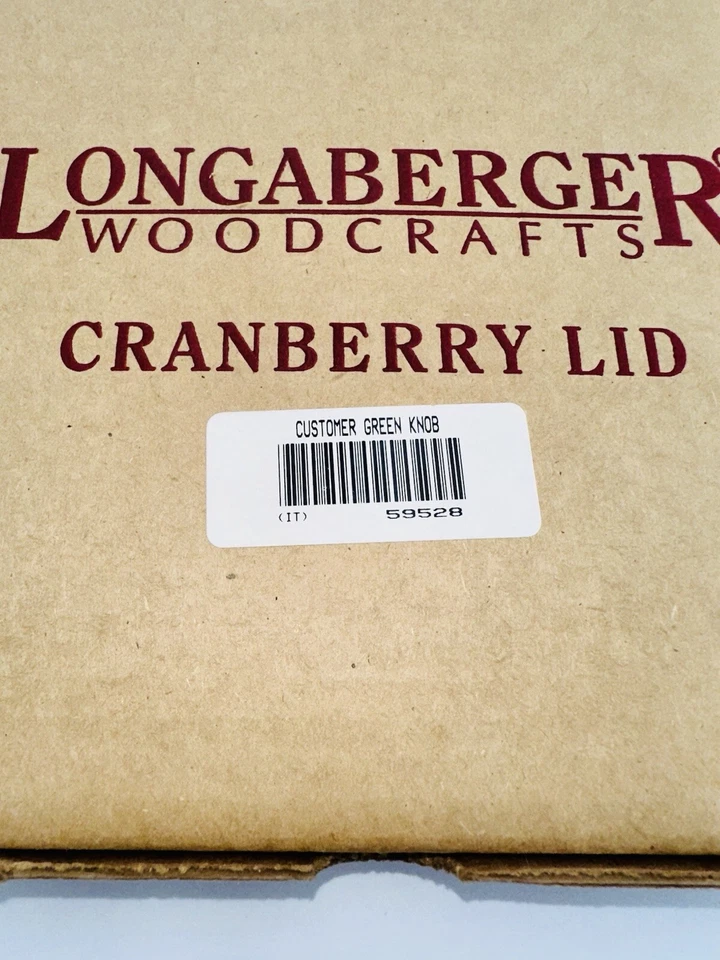 LONGABERGER®
WOODCRAFTS
CRANBERRY LID
CUSTOMER GREEN KNOB
(IT) 59528